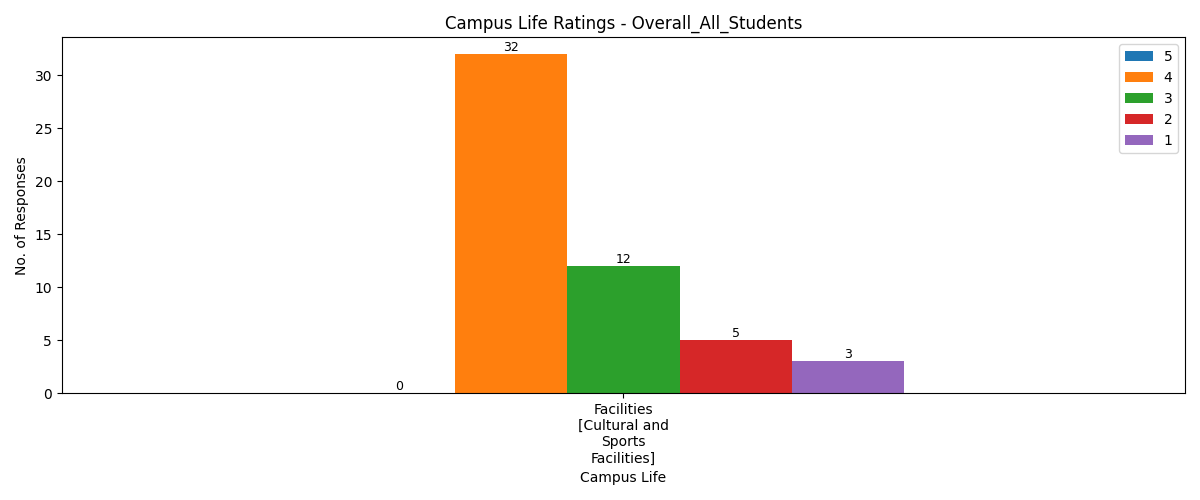 Campus Life Ratings - Overall_All_Students
5
4
3
2
1
No. of Responses
30
25
20
15
10
5
0
0
32
12
5
3
Facilities
[Cultural and
Sports
Facilities]
Campus Life